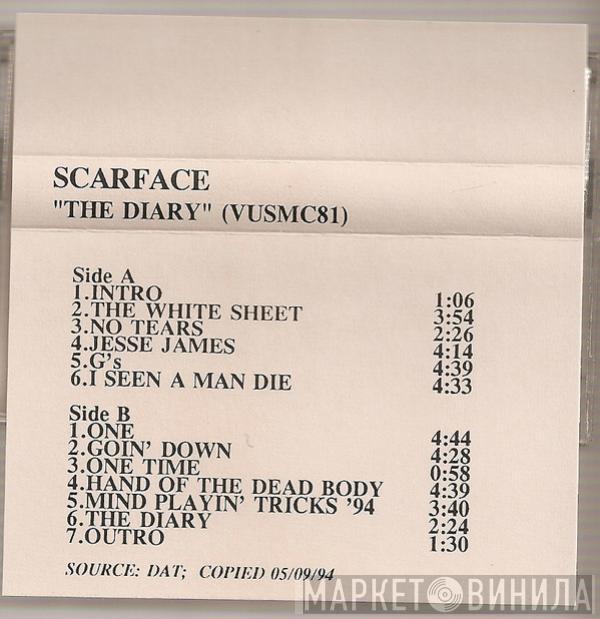 SCARFACE
"THE DIARY" (VUSMC81)
Side A
1.INTRO 1:06
2.THE WHITE SHEET 3:54
3.NO TEARS 2:26
4.JESSE JAMES 4:14
5.G's 4:39
6.I SEEN A MAN DIE 4:33
Side B
1.ONE 4:44
2.GOIN' DOWN 4:28
3.ONE TIME 0:58
4.HAND OF THE DEAD BODY 4:39
5.MIND PLAYIN' TRICKS '94 3:40
6.THE DIARY 2:24
7.OUTRO 1:30
SOURCE: DAT; COPIED 05/09/94
МАРКЕТ ВИНИЛА